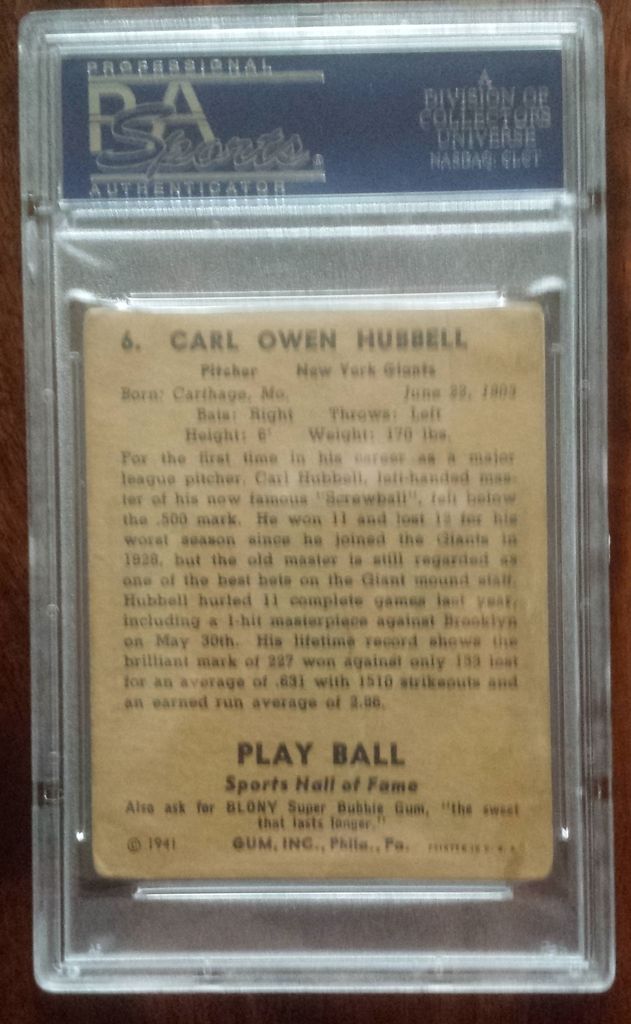 PROFESSIONAL
PSA
Sports
AUTHENTICATOR
A
DIVISION OF
COLLECTORS
UNIVERSE
NASDAQ: CLCT
6. CARL OWEN HUBBELL
Pitcher New York Giants
Born: Carthage, Mo. June 22, 1903
Bats: Right Throws: Left
Height: 6' Weight: 170 lbs.
For the first time in his career as a major
league pitcher, Carl Hubbell, left-handed mas-
ter of his now famous "Screwball", fell below
the .500 mark. He won 11 and lost 12 for his
worst season since he joined the Giants in
1928, but the old master is still regarded as
one of the best bets on the Giant mound staff.
Hubbell hurled 11 complete games last year,
including a 1-hit masterpiece against Brooklyn
on May 30th. His lifetime record shows the
brilliant mark of 227 won against only 133 lost
for an average of .631 with 1510 strikeouts and
an earned run average of 2.86.
PLAY BALL
Sports Hall of Fame
Also ask for BLONY Super Bubble Gum, "the sweet
that lasts longer."
© 1941 GUM, INC., Phila., Pa. PRINTED IN U. S. A.